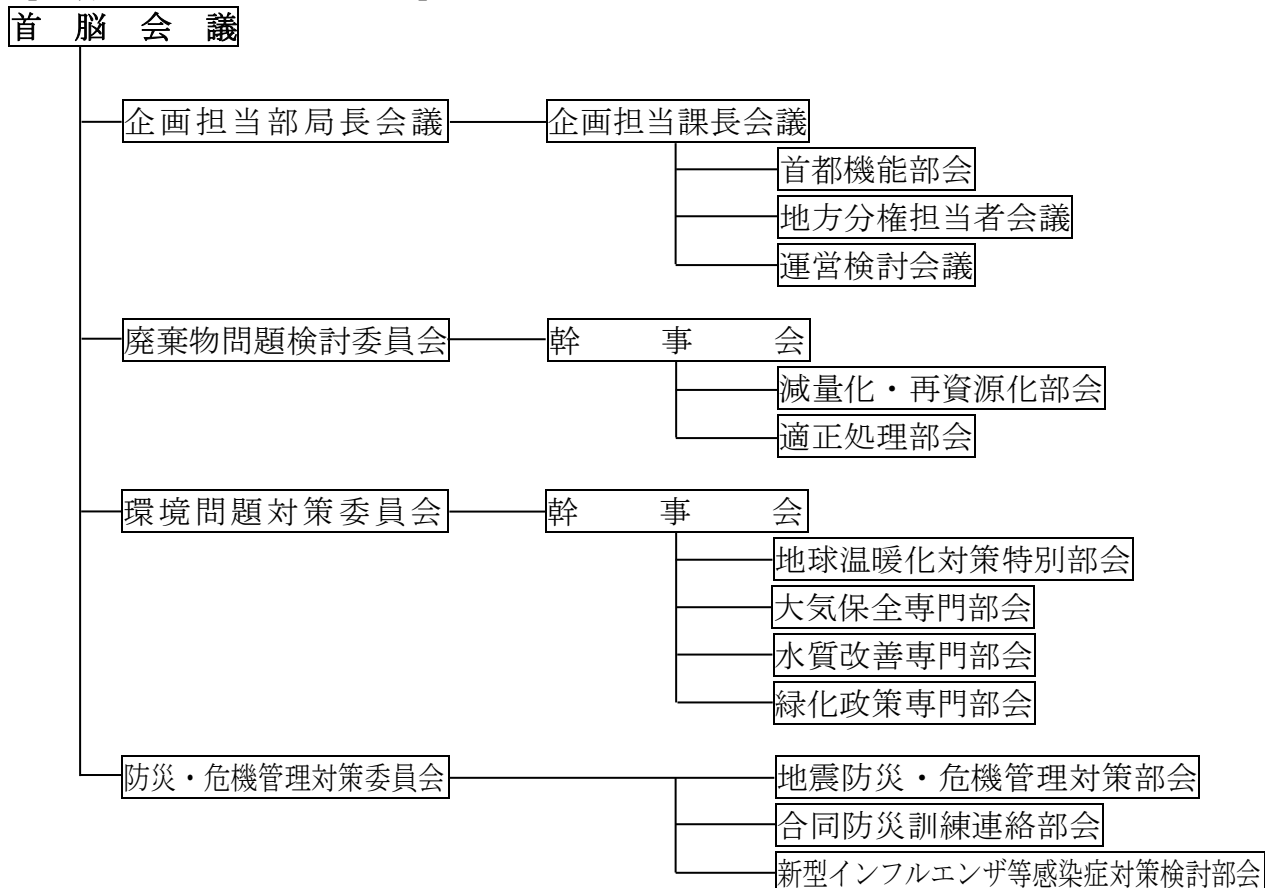 首脳会議
企画担当部局長会議 企画担当課長会議
首都機能部会
地方分権担当者会議
運営検討会議
廃棄物問題検討委員会 幹事会
減量化・再資源化部会
適正処理部会
環境問題対策委員会 幹事会
地球温暖化対策特別部会
大気保全専門部会
水質改善専門部会
緑化政策専門部会
防災・危機管理対策委員会 地震防災・危機管理対策部会
合同防災訓練連絡部会
新型インフルエンザ等感染症対策検討部会